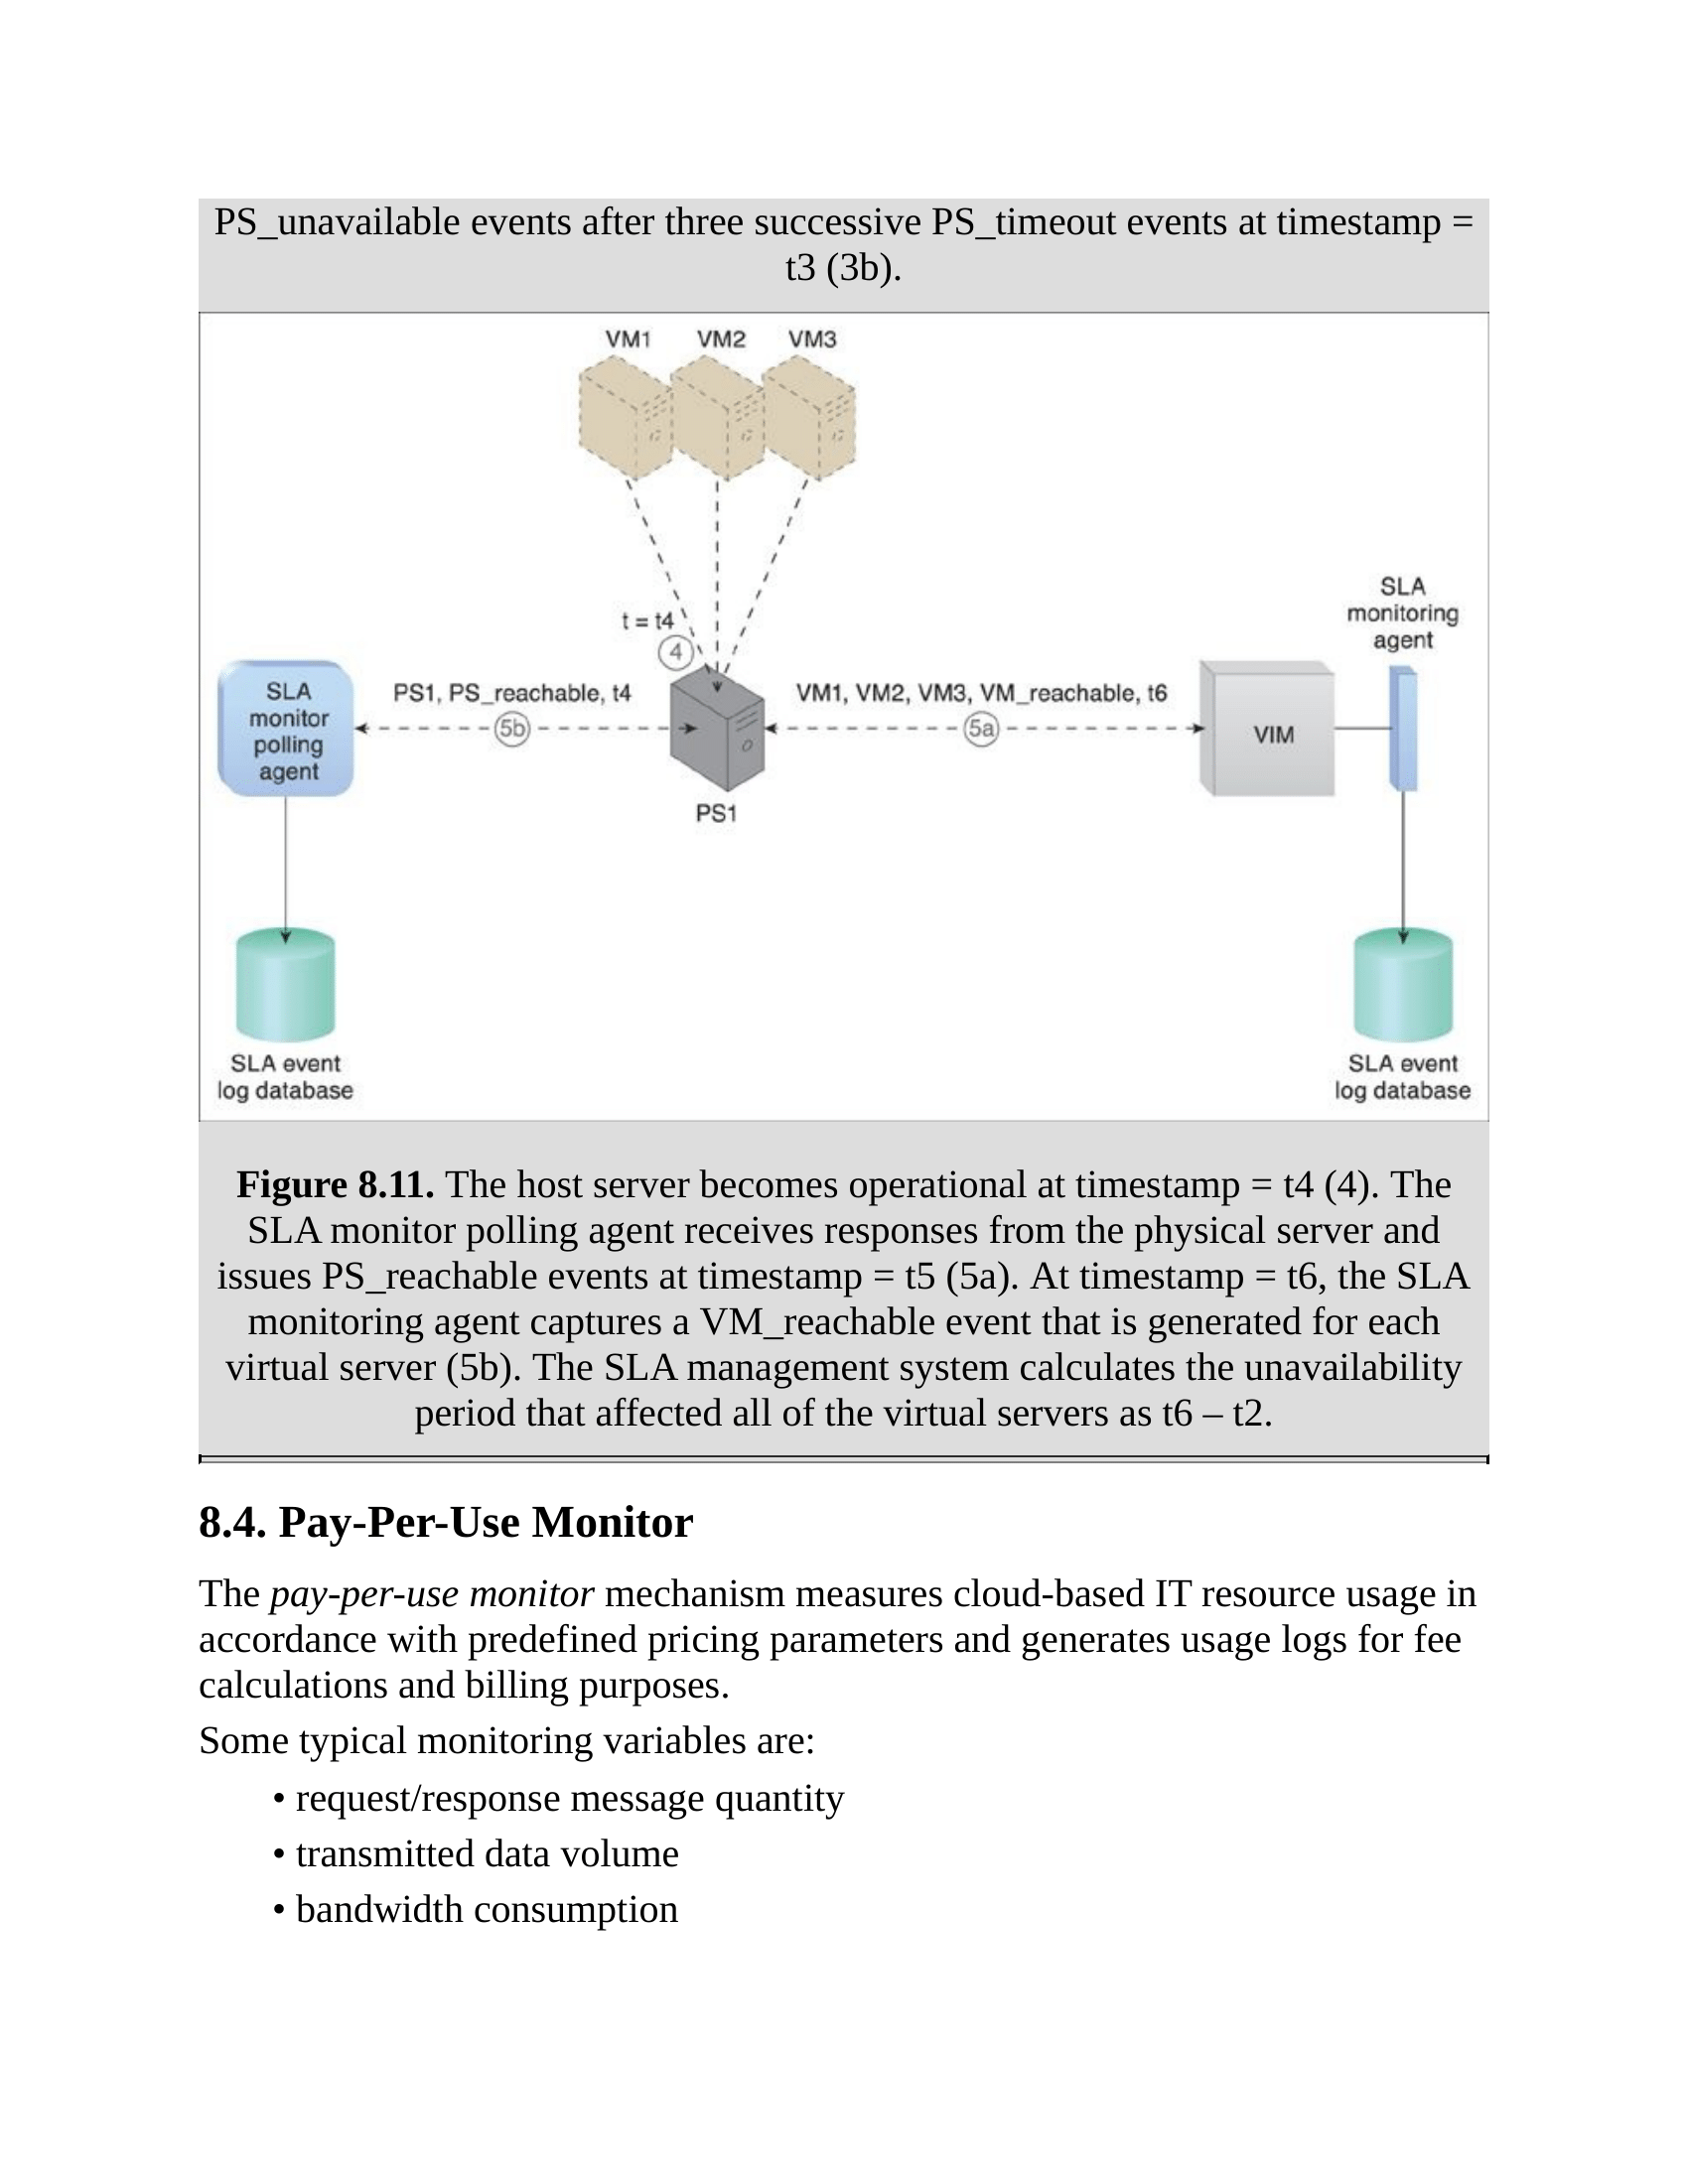 PS_unavailable events after three successive PS_timeout events at timestamp =
t3 (3b).
VM1 VM2 VM3
t = t4
4
SLA
monitoring
agent
SLA
monitor
polling
agent
PS1, PS_reachable, t4
5b
VM1, VM2, VM3, VM_reachable, t6
5a
VIM
PS1
SLA event
log database
SLA event
log database
Figure 8.11. The host server becomes operational at timestamp = t4 (4). The
SLA monitor polling agent receives responses from the physical server and
issues PS_reachable events at timestamp = t5 (5a). At timestamp = t6, the SLA
monitoring agent captures a VM_reachable event that is generated for each
virtual server (5b). The SLA management system calculates the unavailability
period that affected all of the virtual servers as t6 – t2.
8.4. Pay-Per-Use Monitor
The pay-per-use monitor mechanism measures cloud-based IT resource usage in
accordance with predefined pricing parameters and generates usage logs for fee
calculations and billing purposes.
Some typical monitoring variables are:
• request/response message quantity
• transmitted data volume
• bandwidth consumption